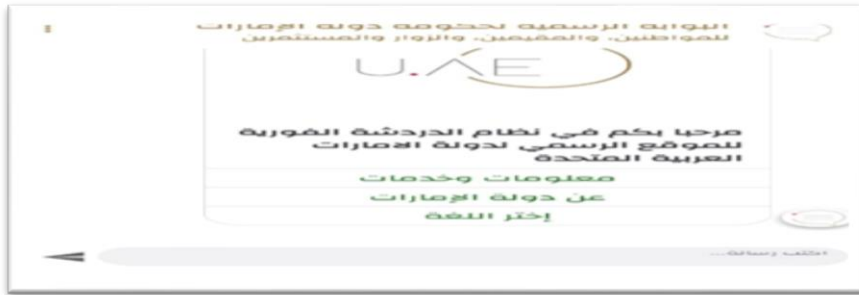 البوابة الرسمية لحكومة دولة الإمارات
للمواطنين، والمقيمين، والزوار والمستثمرين
U.AE
مرحبا بكم في نظام الدردشة الفورية
للموقع الرسمي لدولة الامارات
العربية المتحدة
معلومات وخدمات
عن دولة الإمارات
إختر اللغة
اكتب رسالة...